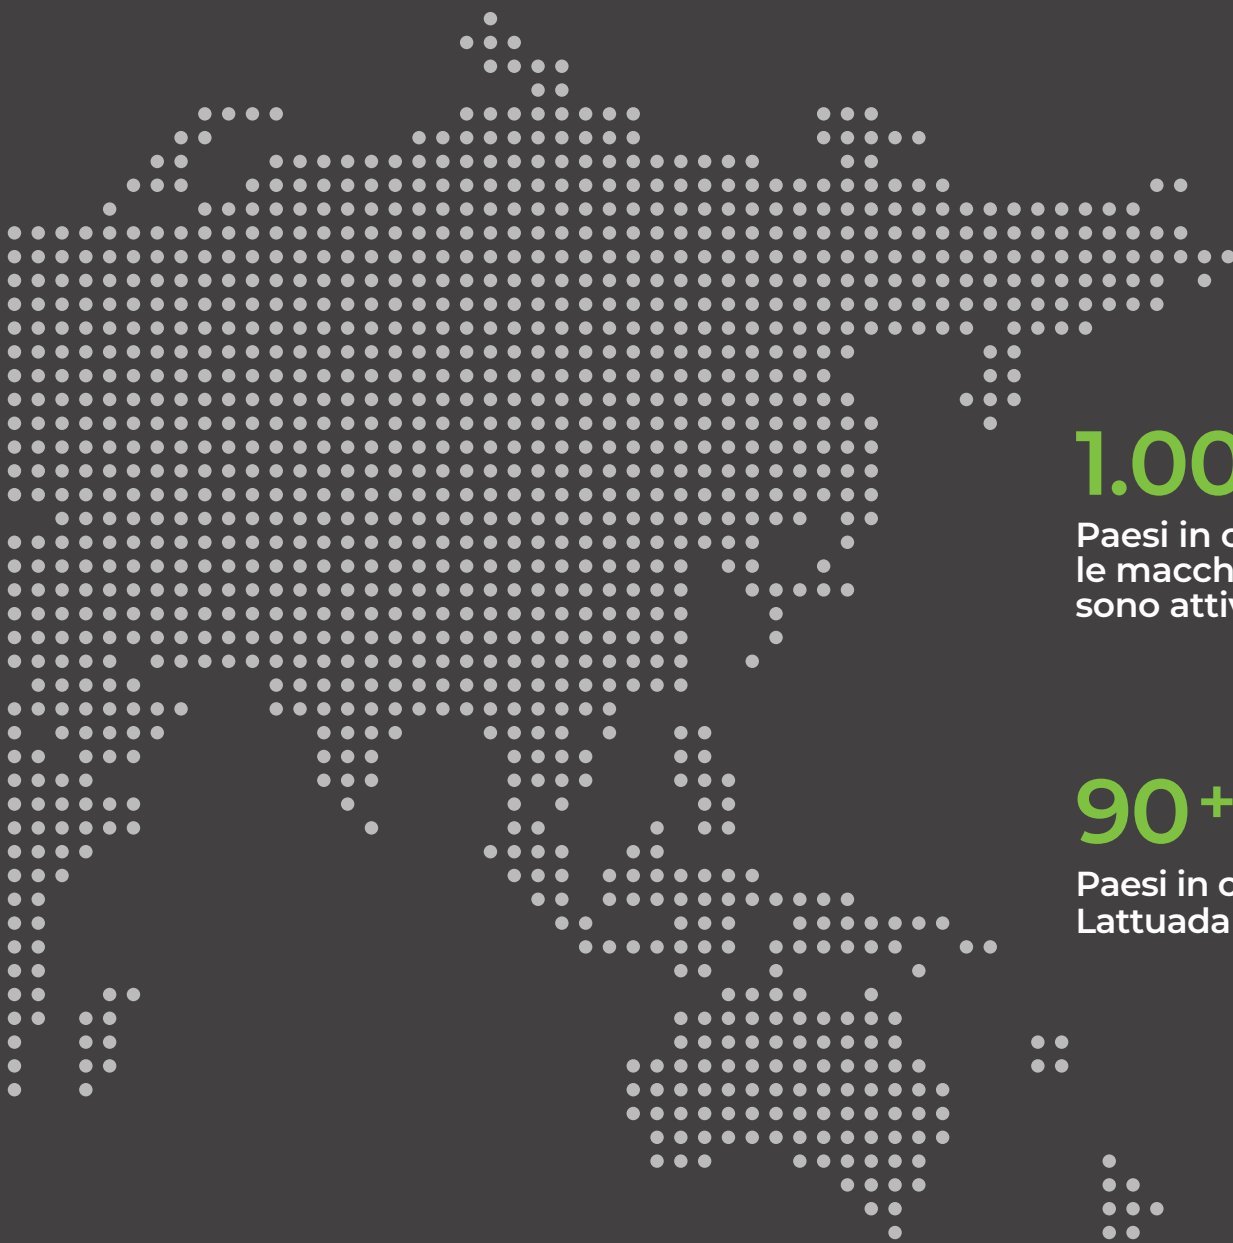 1.00
Paesi in c
le macch
sono attiv
90+
Paesi in c
Lattuada